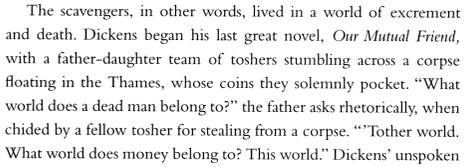 The scavengers, in other words, lived in a world of excrement
and death. Dickens began his last great novel, Our Mutual Friend,
with a father-daughter team of toshers stumbling across a corpse
floating in the Thames, whose coins they solemnly pocket. “What
world does a dead man belong to?” the father asks rhetorically, when
chided by a fellow tosher for stealing from a corpse. “’Tother world.
What world does money belong to? This world.” Dickens’ unspoken